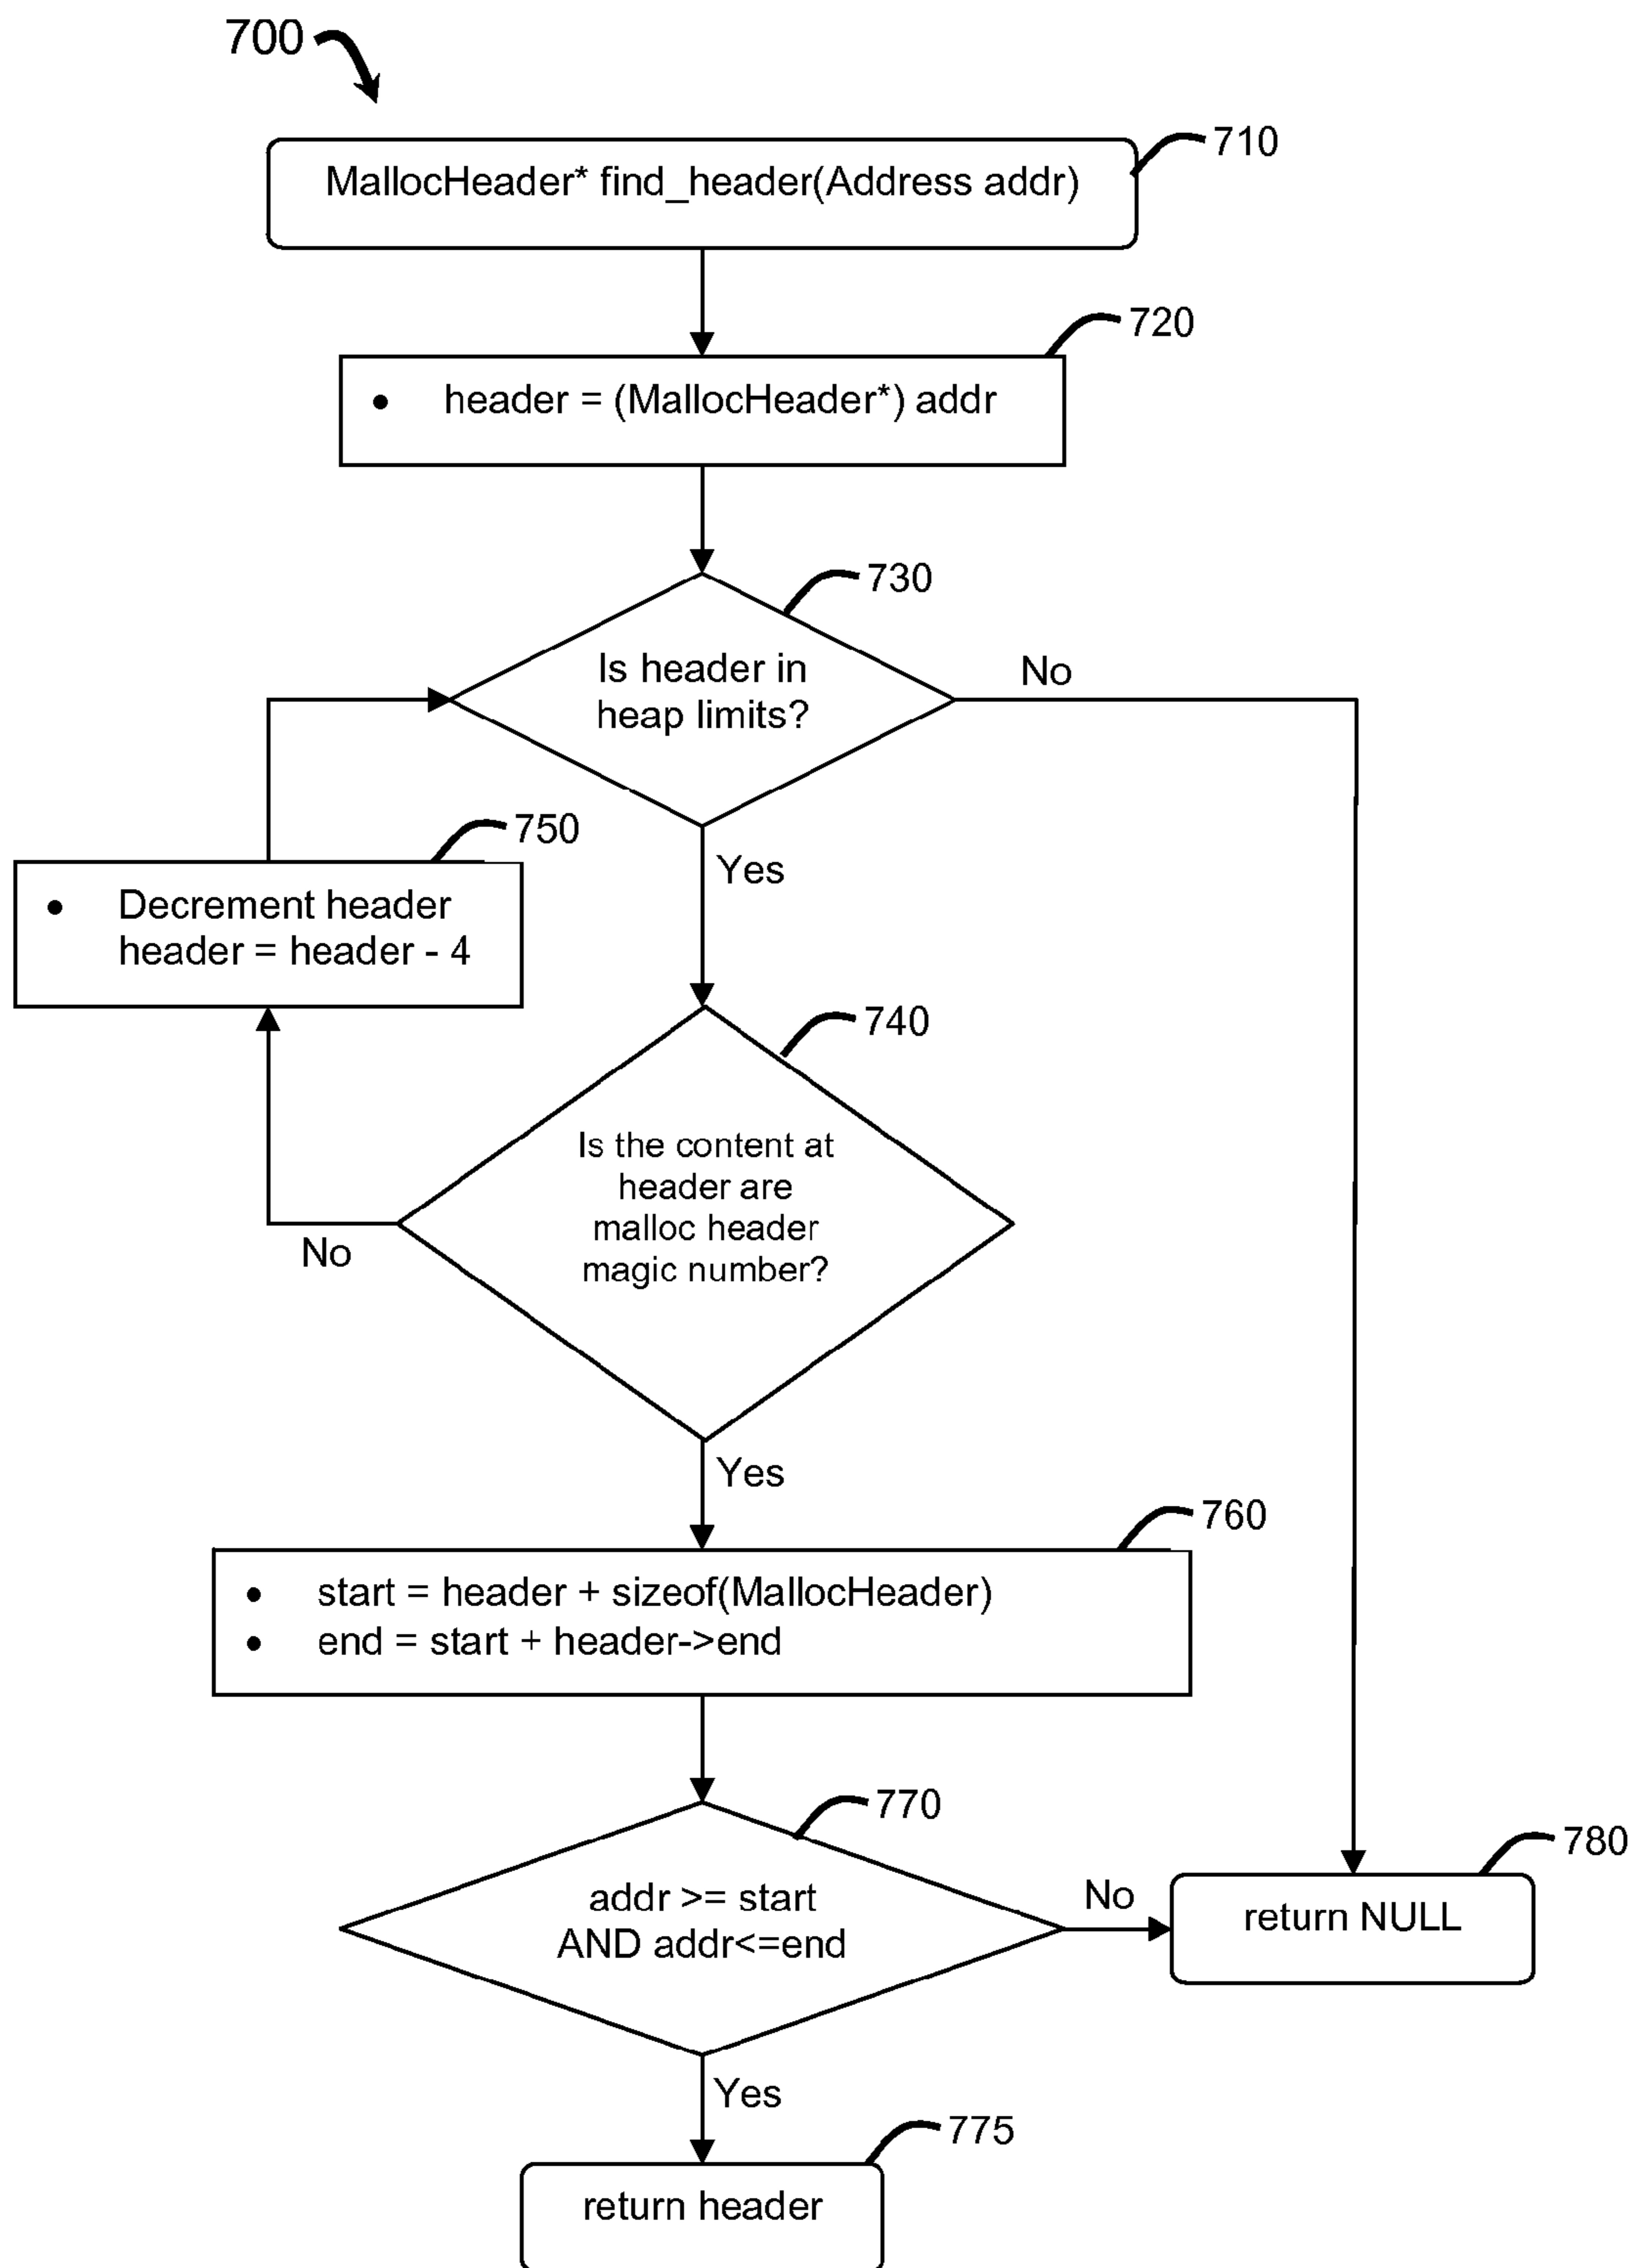 700
710
MallocHeader* find_header(Address addr)
720
• header = (MallocHeader*) addr
730
Is header in
heap limits?
No
750
Yes
• Decrement header
header = header - 4
740
Is the content at
header are
malloc header
magic number?
No
Yes
760
• start = header + sizeof(MallocHeader)
• end = start + header->end
770
780
addr >= start
AND addr<=end
No
return NULL
Yes
775
return header